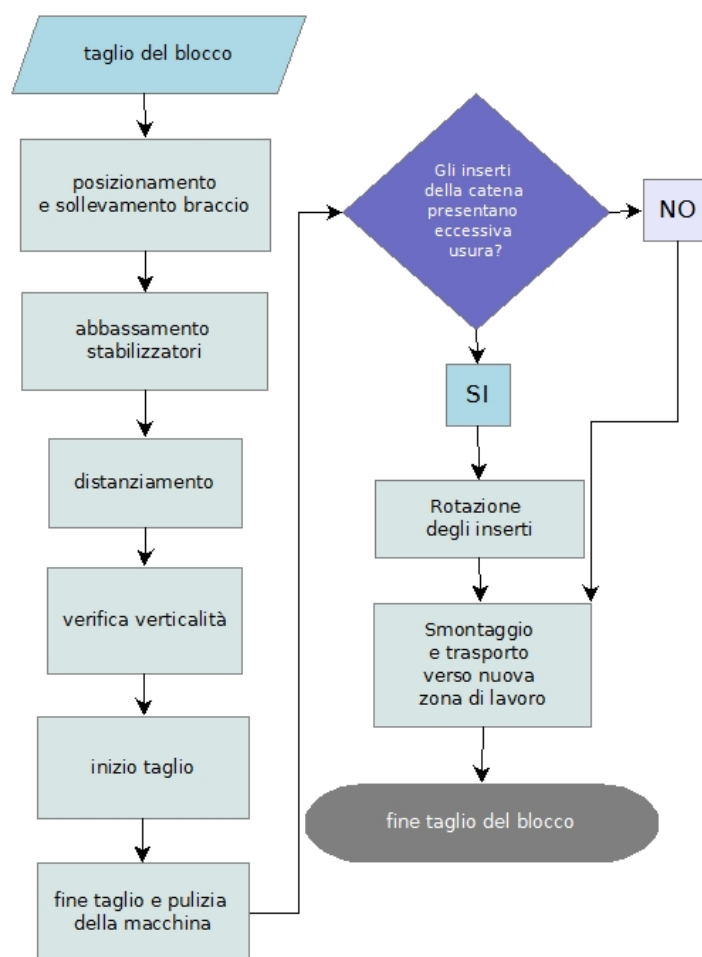 taglio del blocco
posizionamento
e sollevamento braccio
abbassamento
stabilizzatori
distanziamento
verifica verticalità
inizio taglio
fine taglio e pulizia
della macchina
Gli inserti
della catena
presentano
eccessiva
usura?
NO
SI
Rotazione
degli inserti
Smontaggio
e trasporto
verso nuova
zona di lavoro
fine taglio del blocco